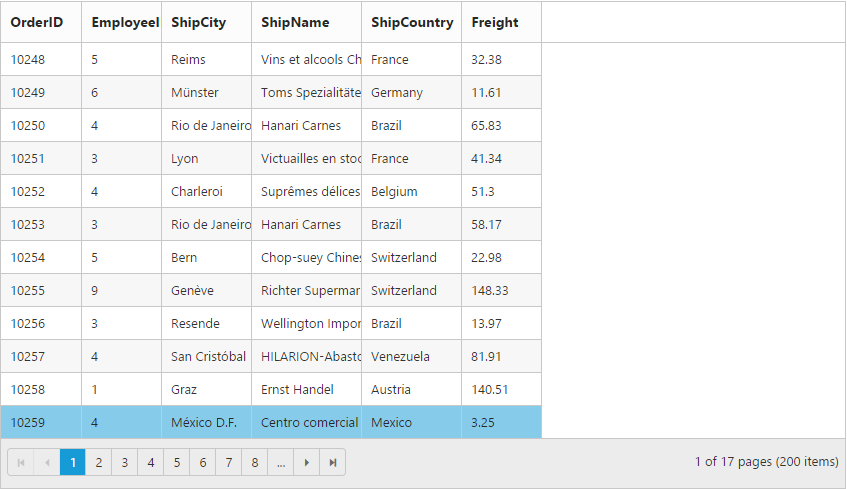 OrderID EmployeeI ShipCity ShipName ShipCountry Freight
10248 5 Reims Vins et alcools Ch France 32.38
10249 6 Münster Toms Spezialitäte Germany 11.61
10250 4 Rio de Janeiro Hanari Carnes Brazil 65.83
10251 3 Lyon Victuailles en stoc France 41.34
10252 4 Charleroi Suprêmes délices Belgium 51.3
10253 3 Rio de Janeiro Hanari Carnes Brazil 58.17
10254 5 Bern Chop-suey Chines Switzerland 22.98
10255 9 Genève Richter Supermar Switzerland 148.33
10256 3 Resende Wellington Impor Brazil 13.97
10257 4 San Cristóbal HILARION-Abasto Venezuela 81.91
10258 1 Graz Ernst Handel Austria 140.51
10259 4 México D.F. Centro comercial Mexico 3.25
1 2 3 4 5 6 7 8 ... 1 of 17 pages (200 items)